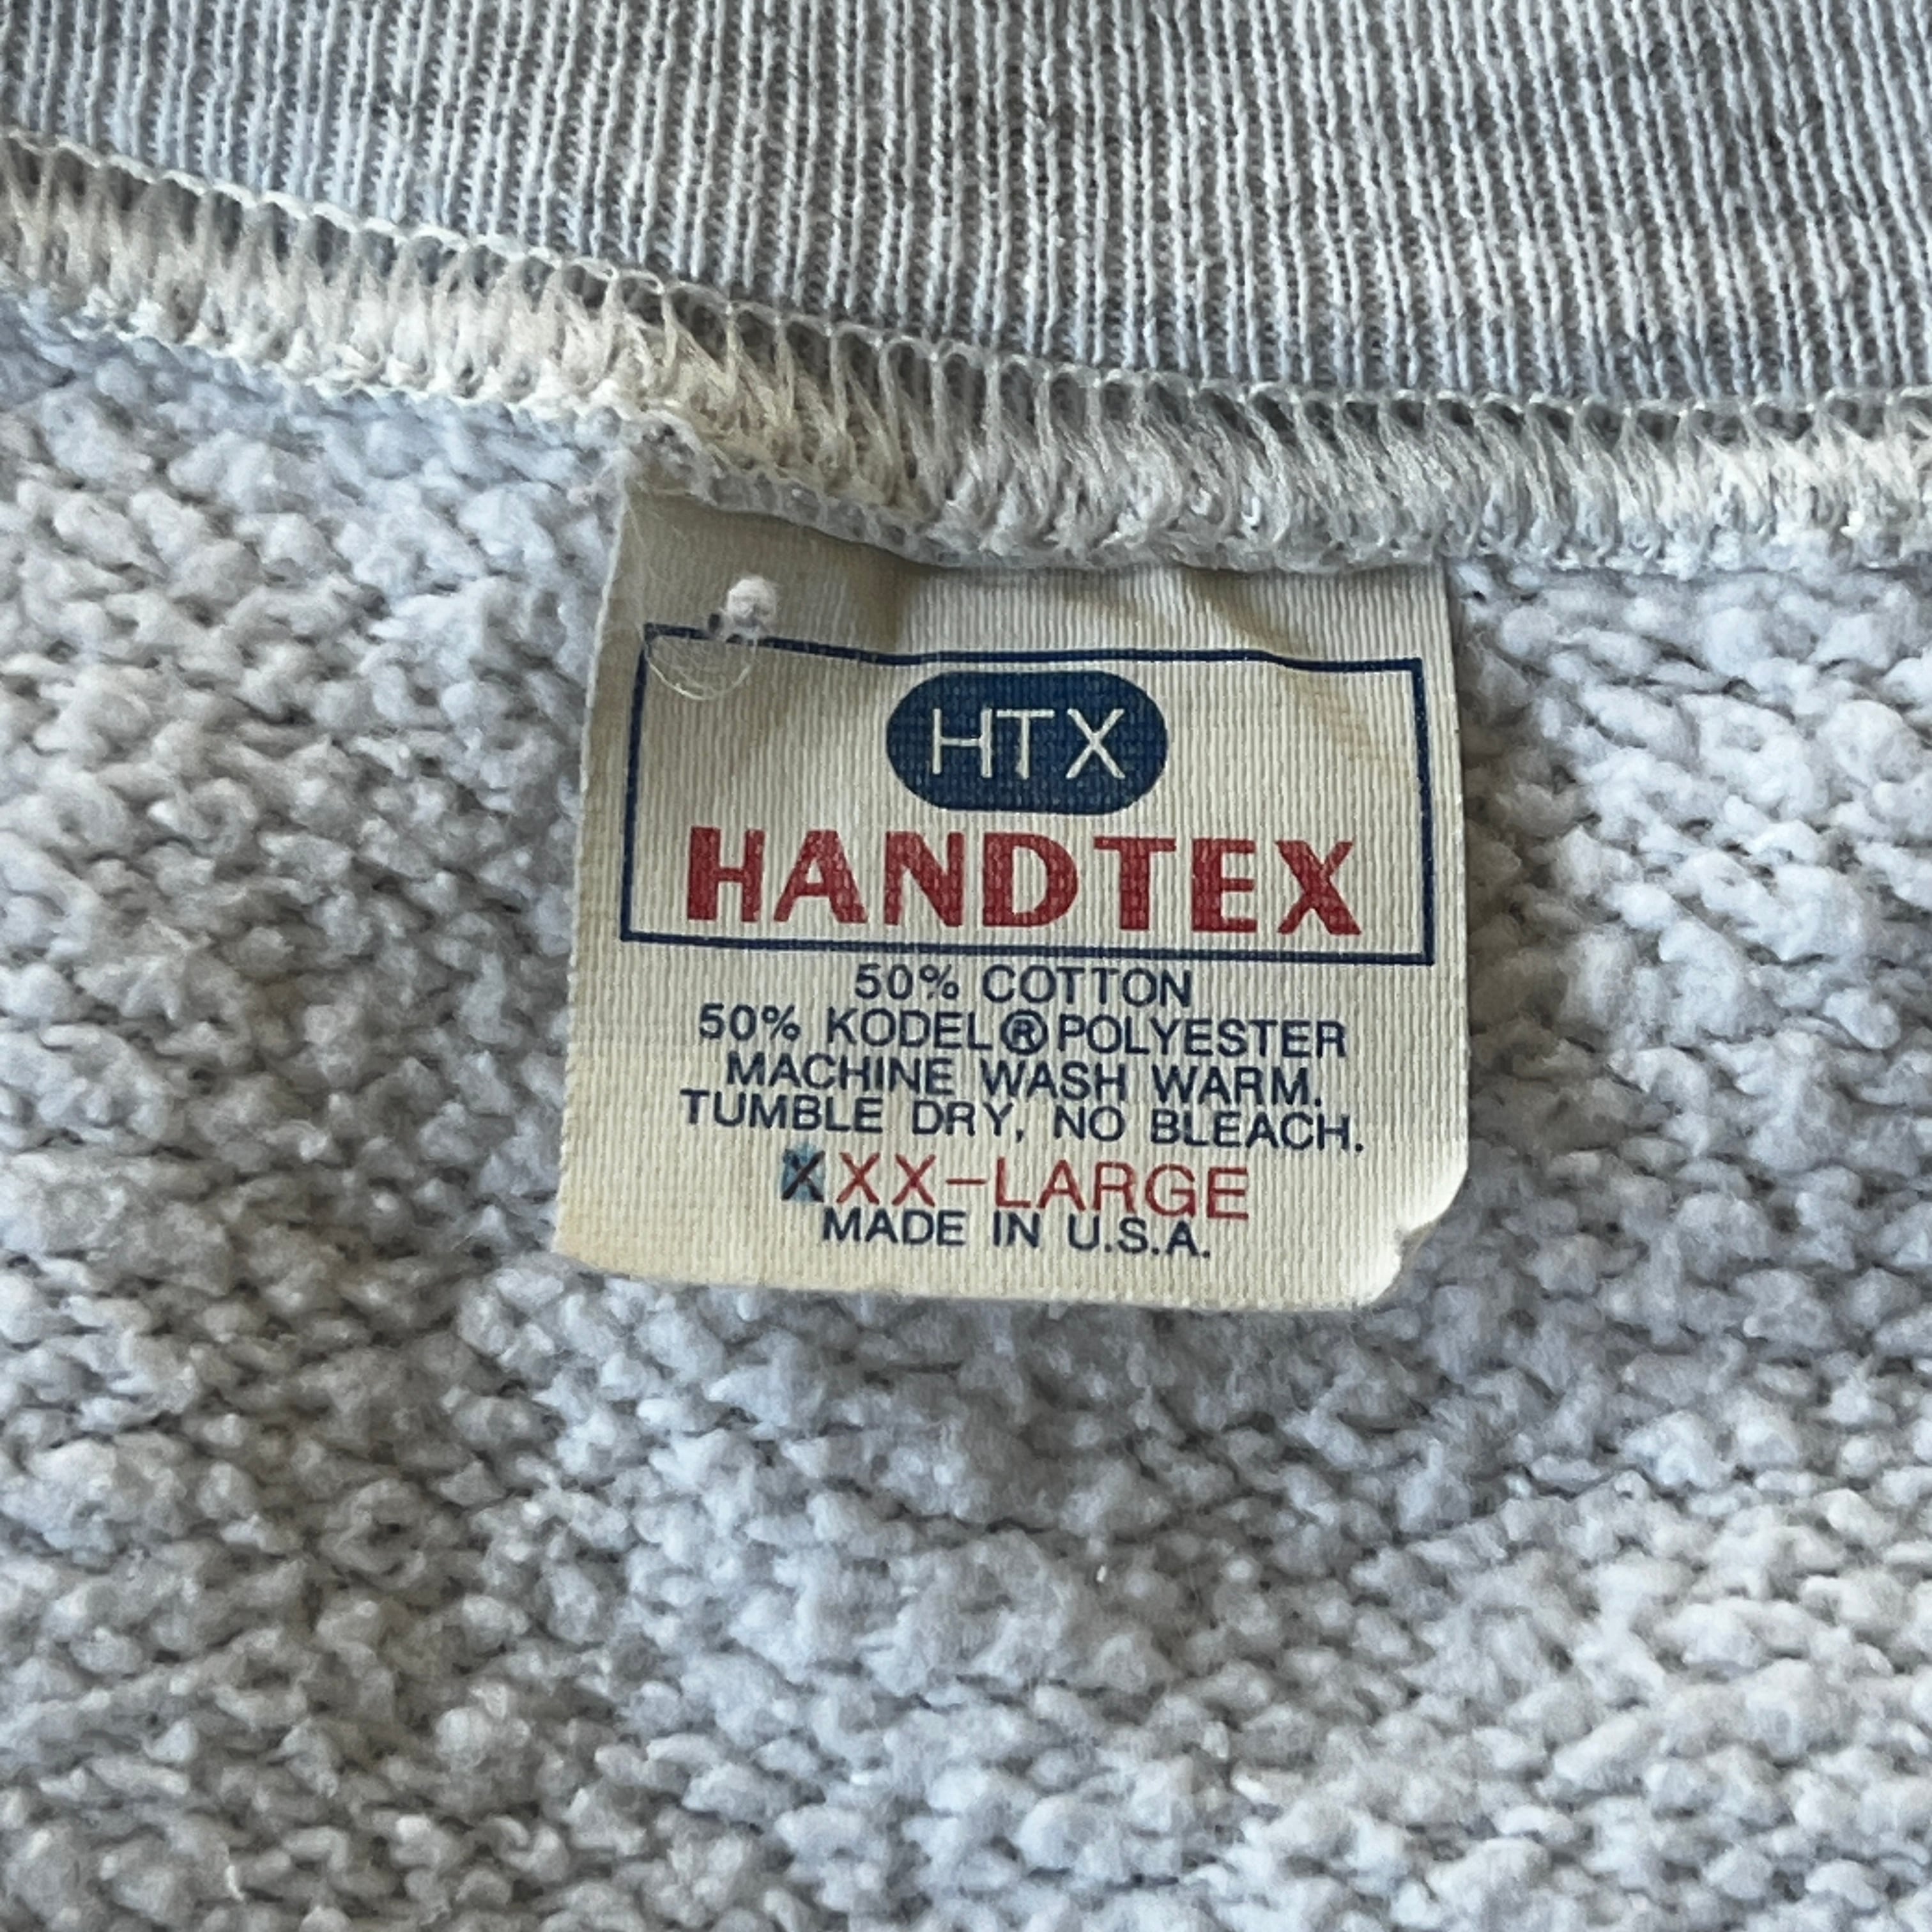 HTX
HANDTEX
50% COTTON
50% KODEL®POLYESTER
MACHINE WASH WARM.
TUMBLE DRY, NO BLEACH.
XXX-LARGE
MADE IN U.S.A.